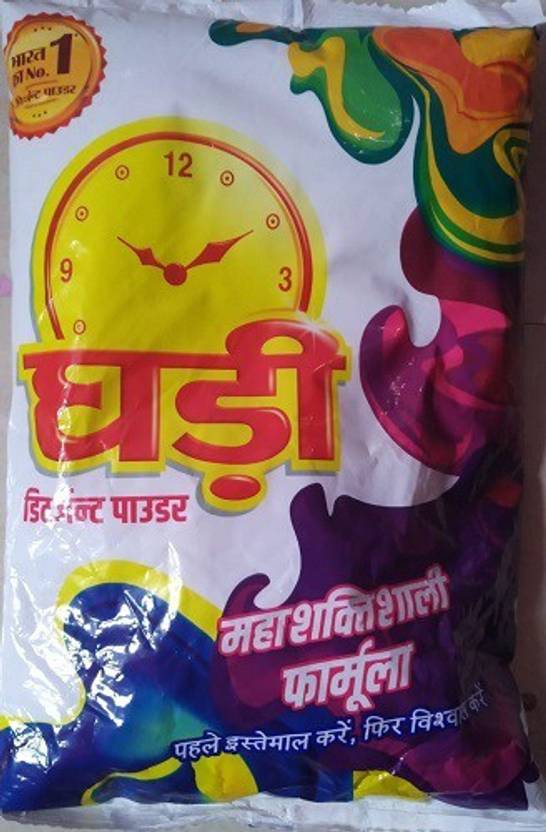 भारत
का No. 1
डिटर्जेन्ट पाउडर
12
9
3
घड़ी
डिटर्जेन्ट पाउडर
महाशक्तिशाली
फार्मूला
पहले इस्तेमाल करें, फिर विश्वास करें